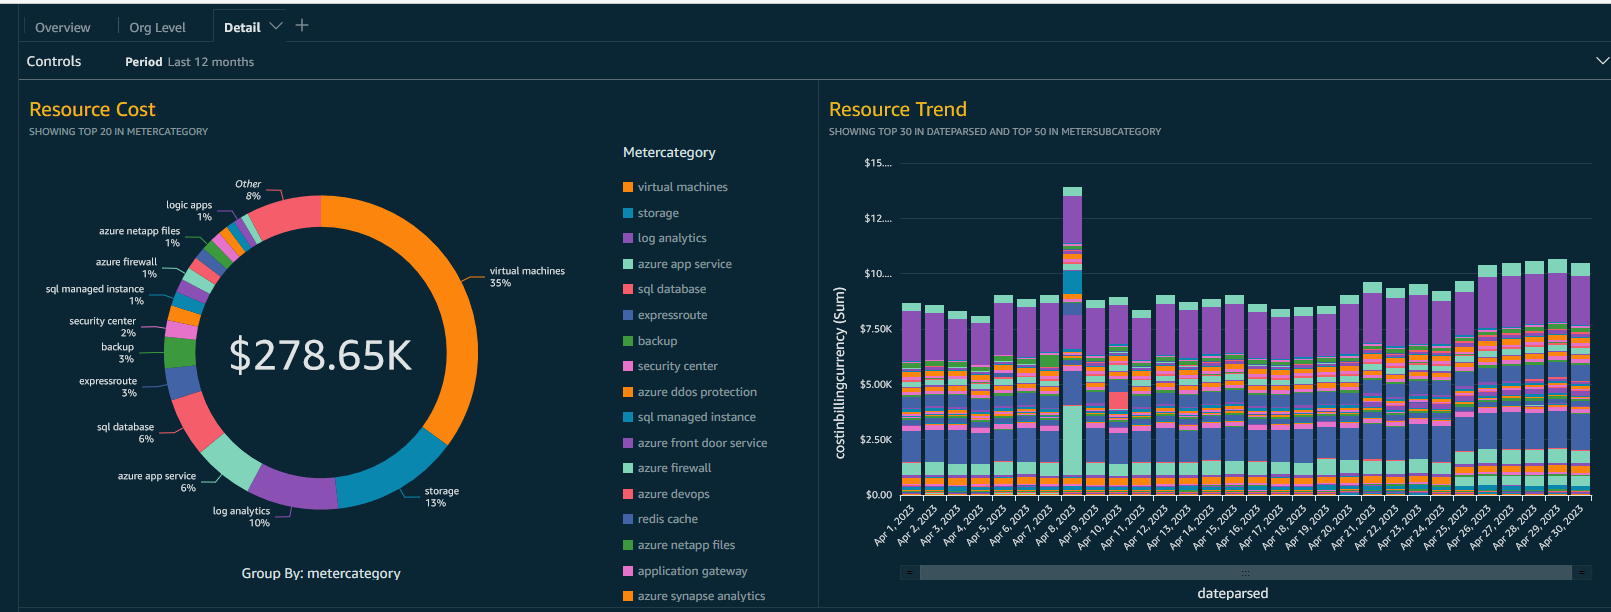 Overview
Org Level
Detail
Controls
Period Last 12 months
Resource Cost
SHOWING TOP 20 IN METERCATEGORY
Other
8%
logic apps
1%
azure netapp files
1%
azure firewall
1%
sql managed instance
1%
security center
2%
backup
3%
expressroute
3%
sql database
6%
azure app service
6%
log analytics
10%
storage
13%
virtual machines
35%
$278.65K
Group By: metercategory
Metercategory
virtual machines
storage
log analytics
azure app service
sql database
expressroute
backup
security center
azure ddos protection
sql managed instance
azure front door service
azure firewall
azure devops
redis cache
azure netapp files
application gateway
azure synapse analytics
Resource Trend
SHOWING TOP 30 IN DATEPARSED AND TOP 50 IN METERSUBCATEGORY
costinbillingcurrency (Sum)
$15....
$12....
$10....
$7.50K
$5.00K
$2.50K
$0.00
Apr 1, 2023
Apr 2, 2023
Apr 3, 2023
Apr 4, 2023
Apr 5, 2023
Apr 6, 2023
Apr 7, 2023
Apr 8, 2023
Apr 9, 2023
Apr 10, 2023
Apr 11, 2023
Apr 12, 2023
Apr 13, 2023
Apr 14, 2023
Apr 15, 2023
Apr 16, 2023
Apr 17, 2023
Apr 18, 2023
Apr 19, 2023
Apr 20, 2023
Apr 21, 2023
Apr 22, 2023
Apr 23, 2023
Apr 24, 2023
Apr 25, 2023
Apr 26, 2023
Apr 27, 2023
Apr 28, 2023
Apr 29, 2023
Apr 30, 2023
dateparsed